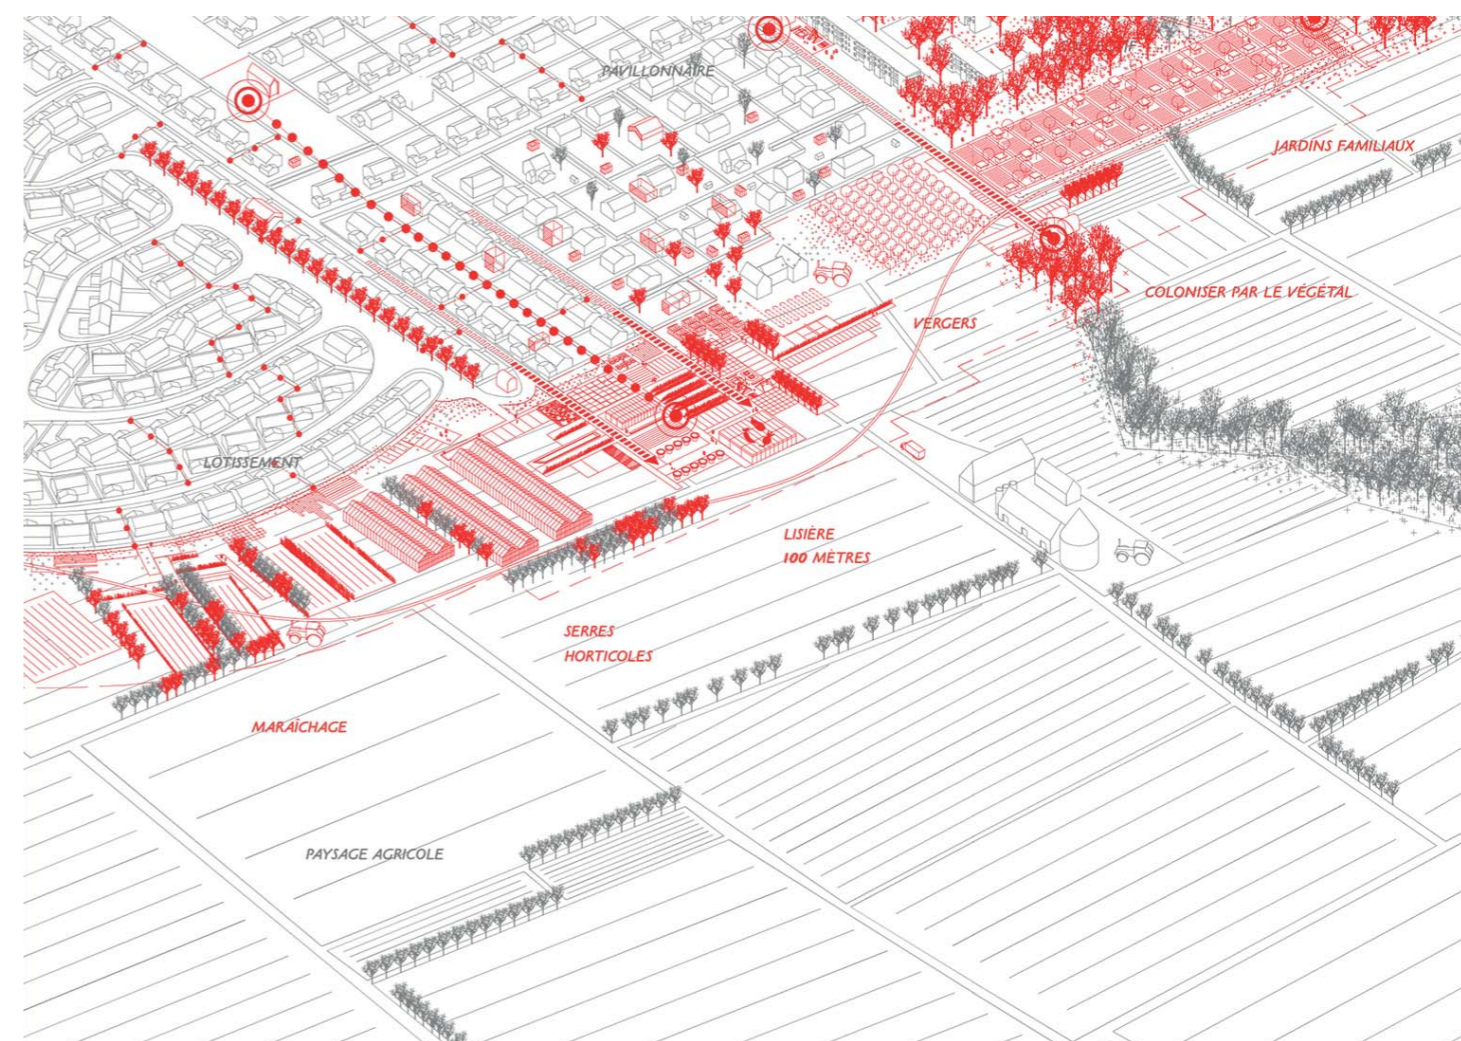 PAVILLONNAIRE
JARDINS FAMILIAUX
COLONISER PAR LE VÉGÉTAL
VERGERS
LOTISSEMENT
LISIÈRE
100 MÈTRES
SERRES
HORTICOLES
MARAÎCHAGE
PAYSAGE AGRICOLE